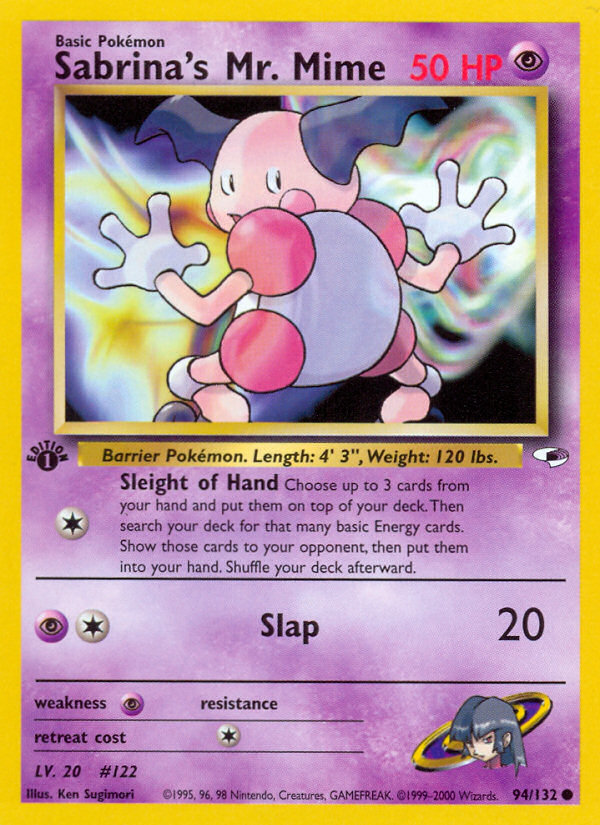 Basic Pokémon
Sabrina's Mr. Mime 50 HP
EDITION
1
Barrier Pokémon. Length: 4' 3", Weight: 120 lbs.
Sleight of Hand Choose up to 3 cards from
your hand and put them on top of your deck. Then
search your deck for that many basic Energy cards.
Show those cards to your opponent, then put them
into your hand. Shuffle your deck afterward.
Slap 20
weakness resistance
retreat cost
LV. 20 #122
Illus. Ken Sugimori ©1995, 96, 98 Nintendo, Creatures, GAMEFREAK. ©1999-2000 Wizards. 94/132